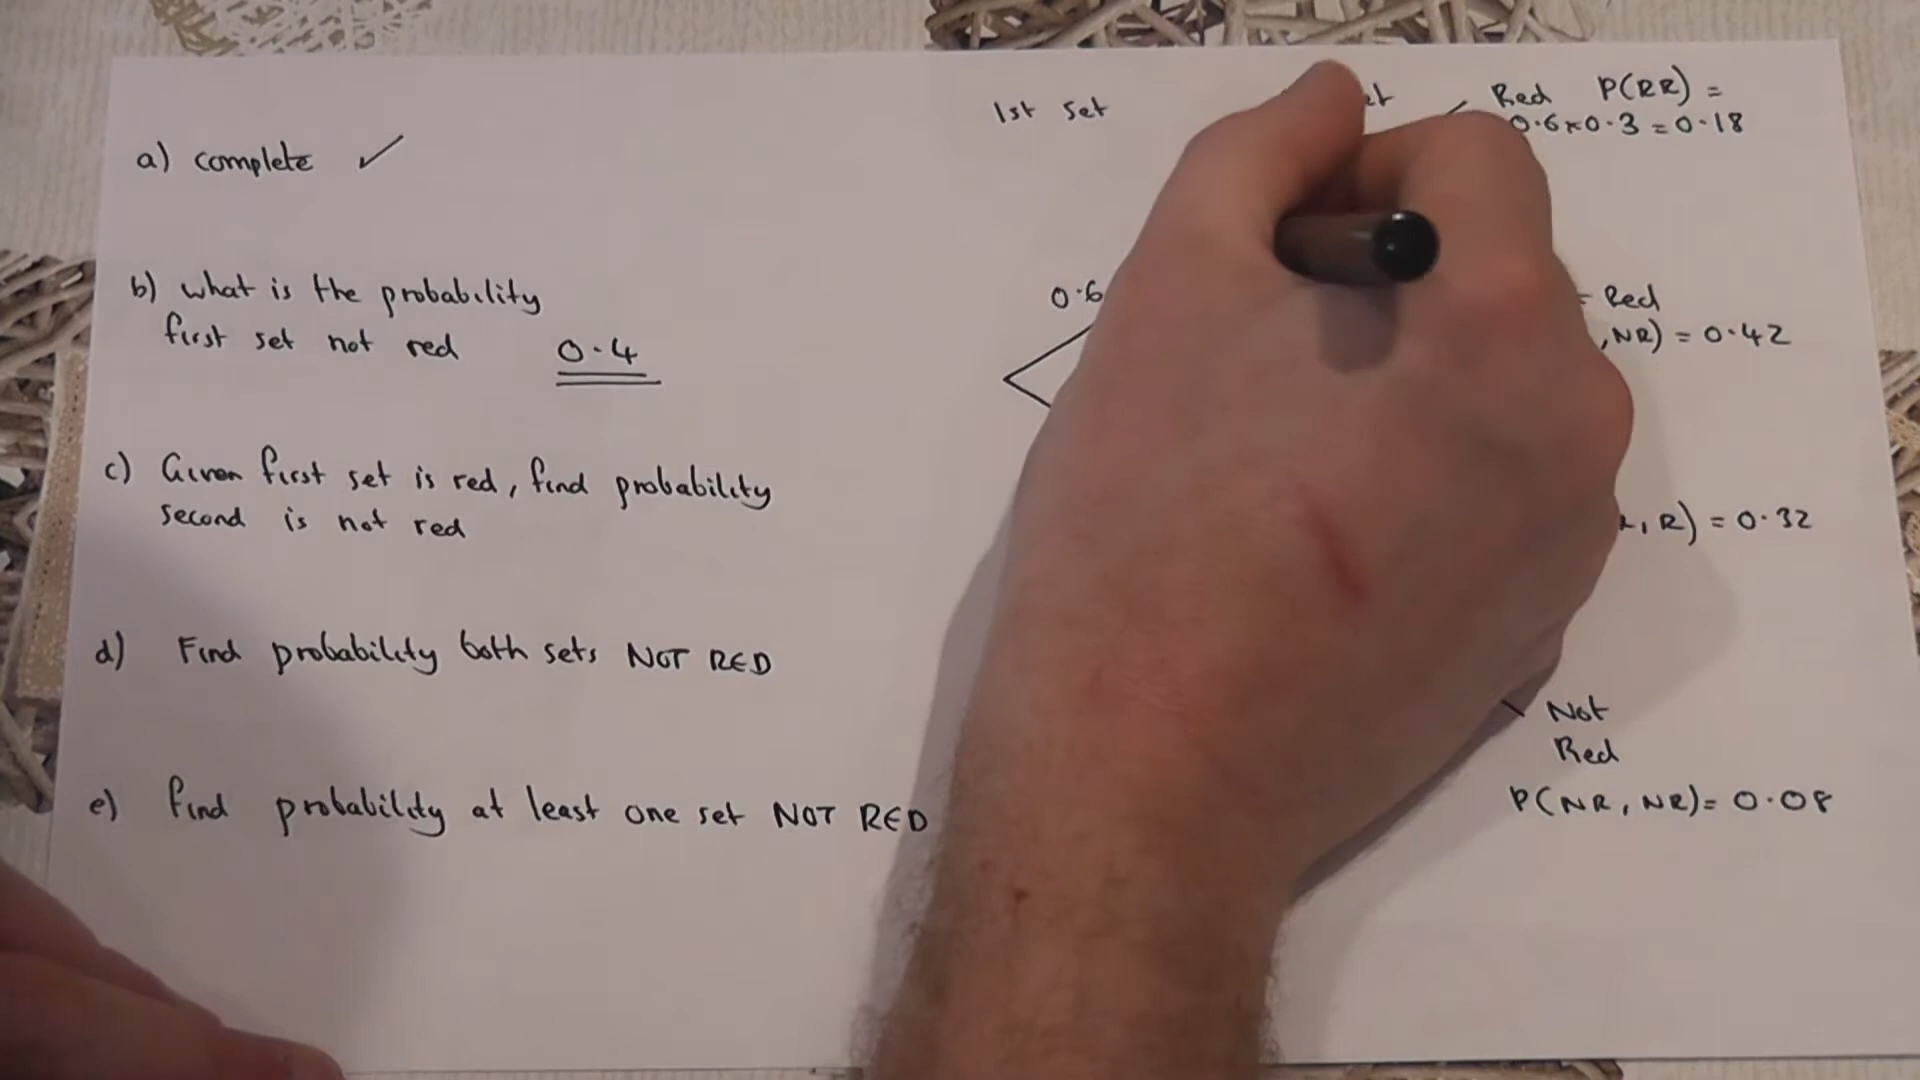 a) complete ✓
b) what is the probability
first set not red 0.4
c) Given first set is red, find probability
second is not red
d) Find probability both sets NOT RED
e) find probability at least one set NOT RED
1st set
Red P(RR) =
0.6x0.3 = 0.18
0.6
Red
,NR) = 0.42
, R) = 0.32
Not
Red
P(NR, NR)= 0.08